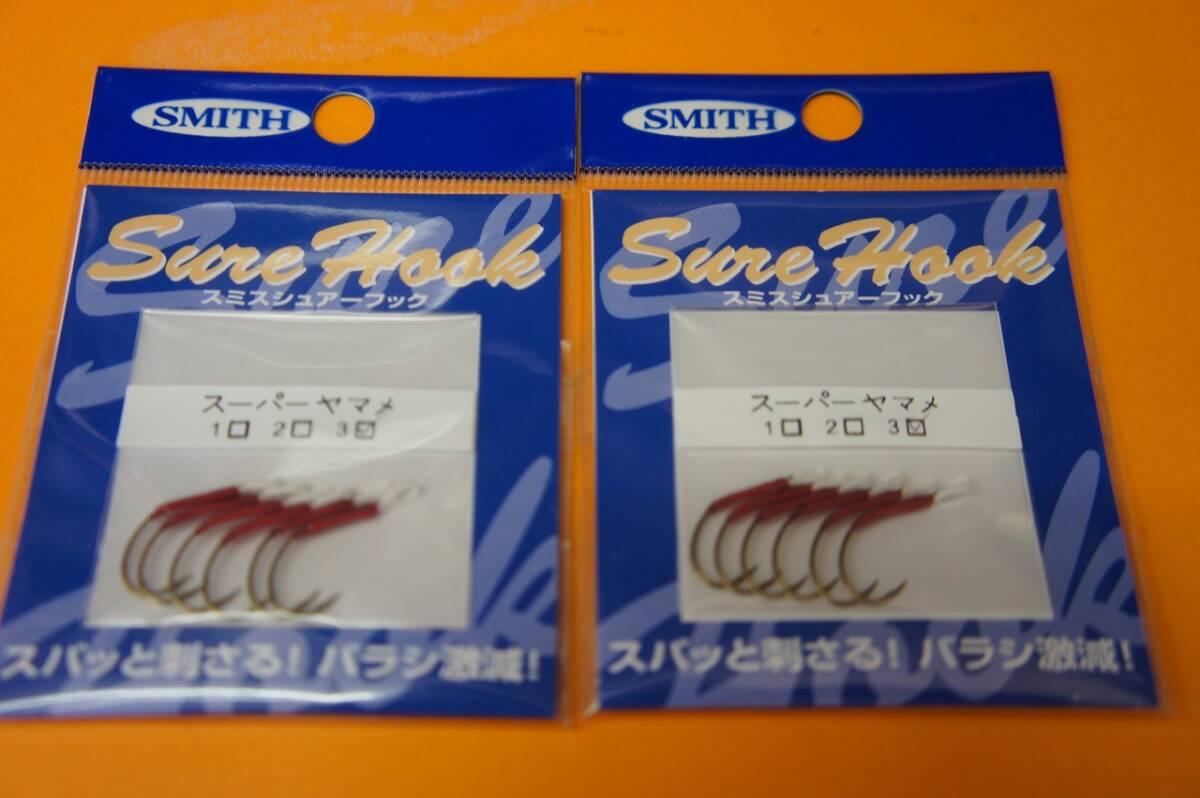 SMITH
Sure Hook
スミスシュアーフック
スーパーヤマメ
1□ 2□ 3☑
スパッと刺さる! バラシ激減!
SMITH
Sure Hook
スミスシュアーフック
スーパーヤマメ
1□ 2□ 3☑
スパッと刺さる! バラシ激減!